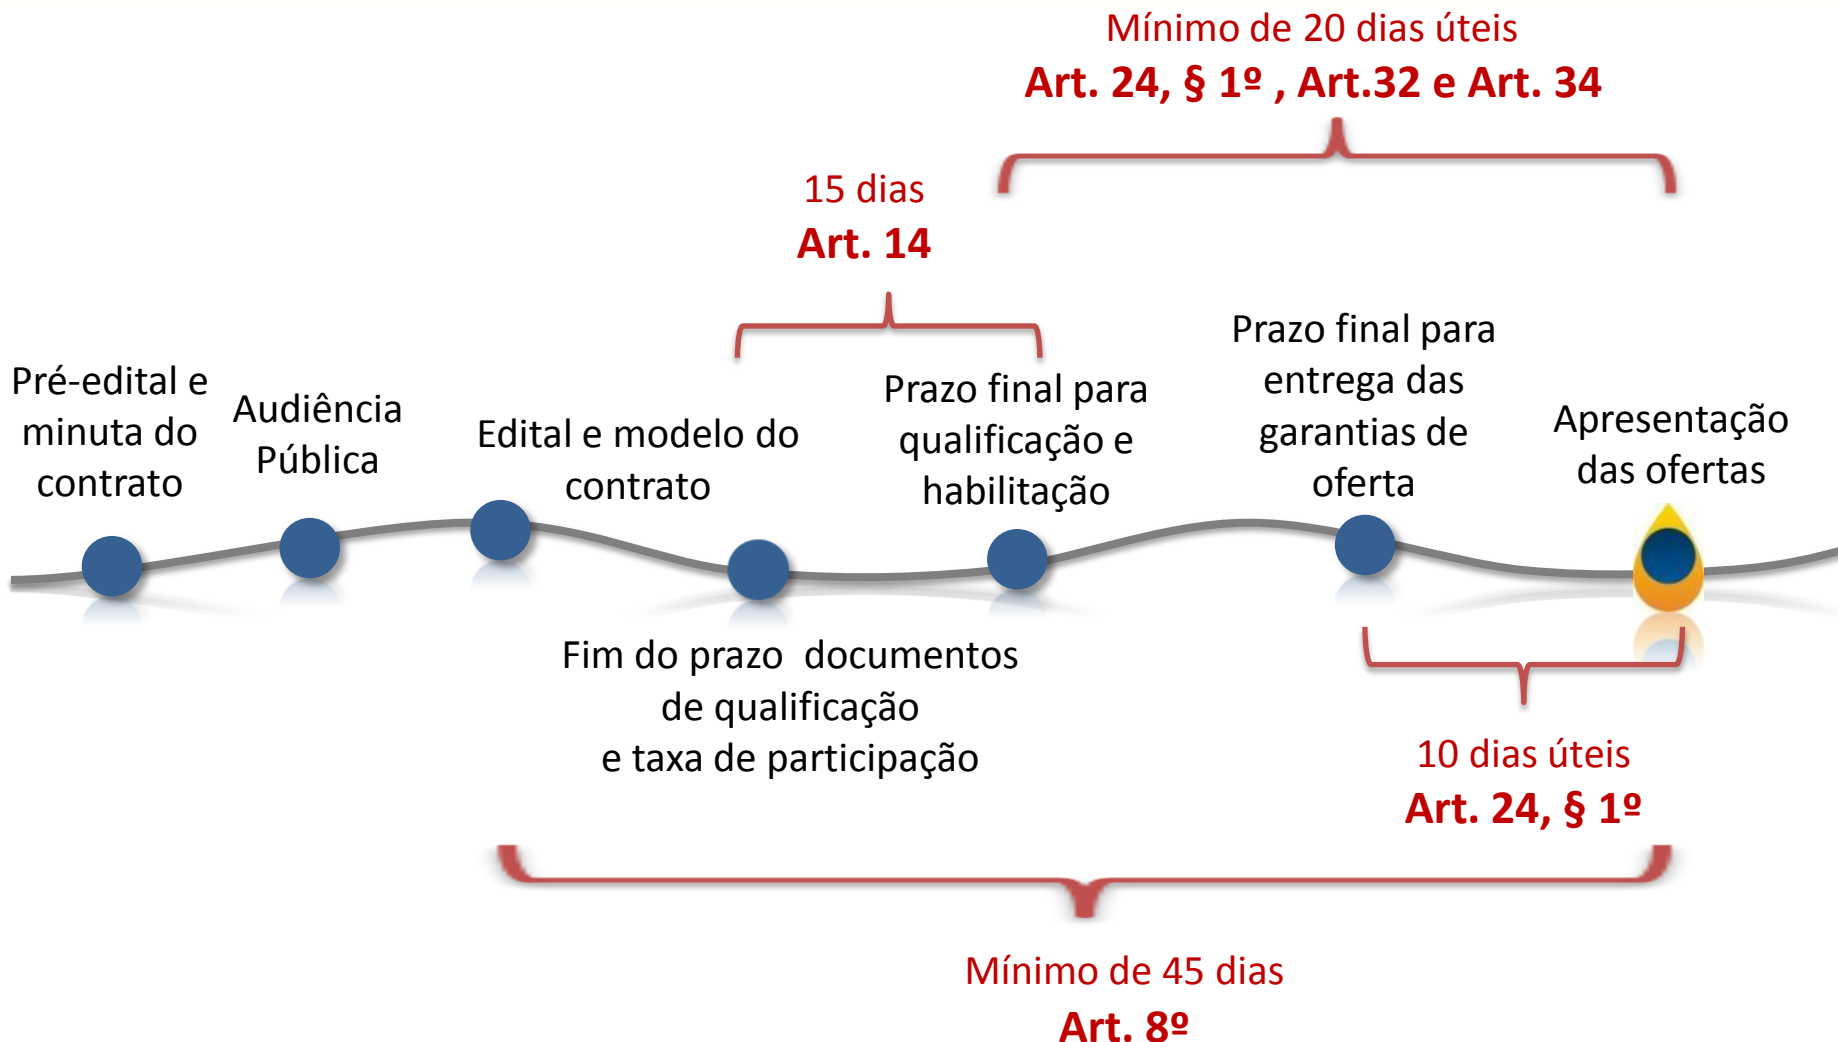 Mínimo de 20 dias úteis
Art. 24, § 1º , Art.32 e Art. 34
15 dias
Art. 14
Pré-edital e
minuta do
contrato
Audiência
Pública
Edital e modelo do
contrato
Prazo final para
qualificação e
habilitação
Prazo final para
entrega das
garantias de
oferta
Apresentação
das ofertas
Fim do prazo  documentos
de qualificação
e taxa de participação
10 dias úteis
Art. 24, § 1º
Mínimo de 45 dias
Art. 8º